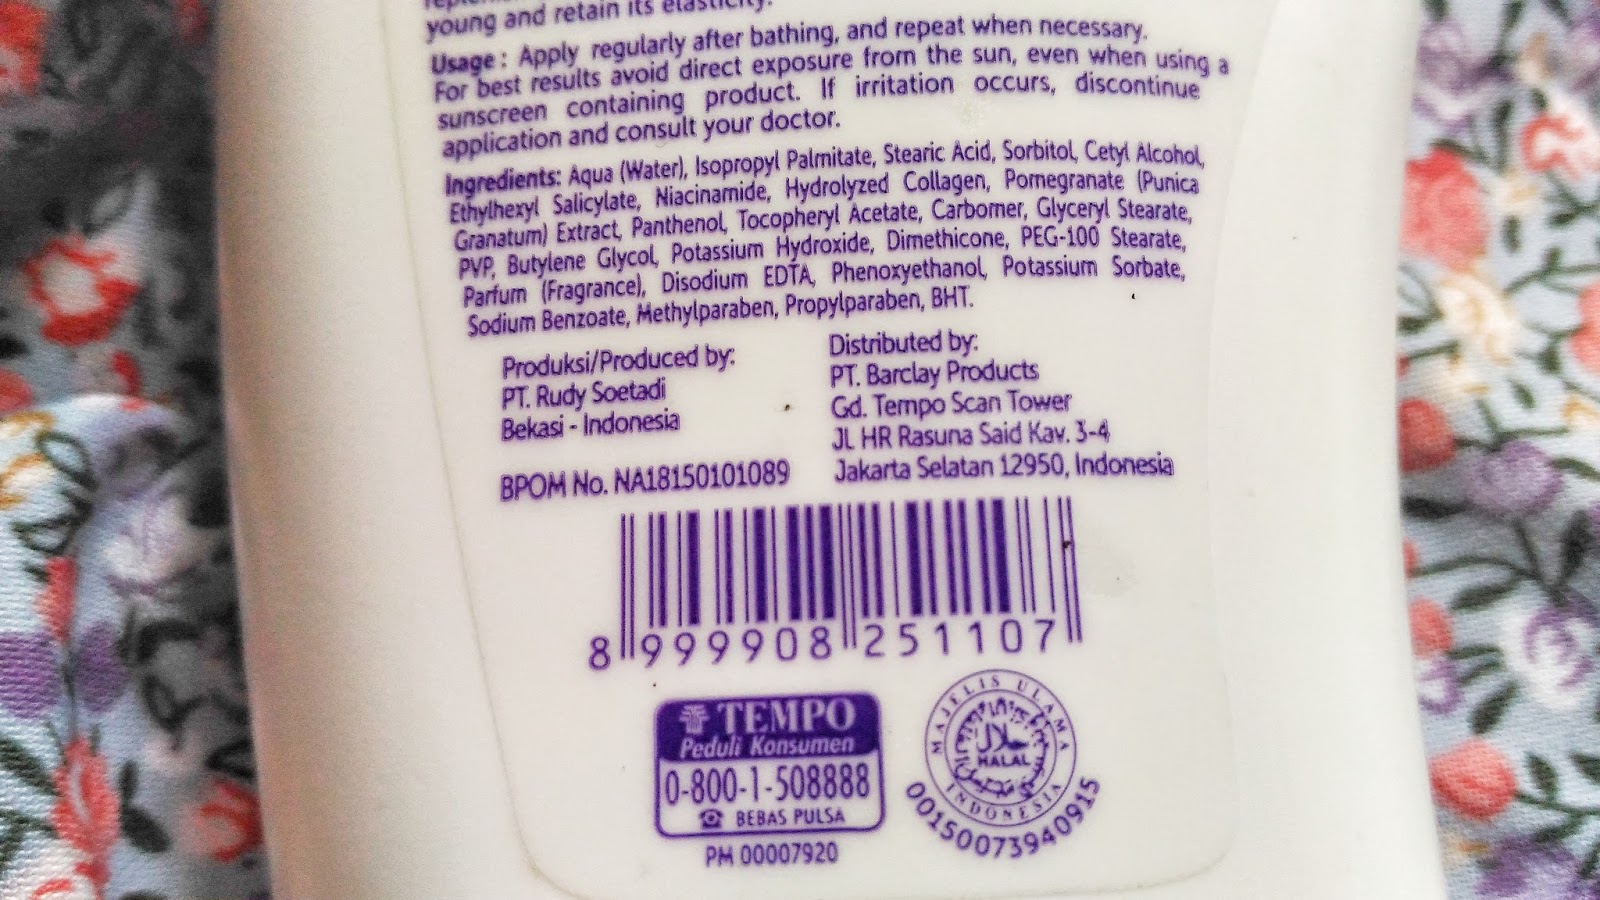 young and retain its elasticity.
Usage : Apply regularly after bathing, and repeat when necessary.
For best results avoid direct exposure from the sun, even when using a
sunscreen containing product. If irritation occurs, discontinue
application and consult your doctor.
Ingredients: Aqua (Water), Isopropyl Palmitate, Stearic Acid, Sorbitol, Cetyl Alcohol,
Ethylhexyl Salicylate, Niacinamide, Hydrolyzed Collagen, Pomegranate (Punica
Granatum) Extract, Panthenol, Tocopheryl Acetate, Carbomer, Glyceryl Stearate,
PVP, Butylene Glycol, Potassium Hydroxide, Dimethicone, PEG-100 Stearate,
Parfum (Fragrance), Disodium EDTA, Phenoxyethanol, Potassium Sorbate,
Sodium Benzoate, Methylparaben, Propylparaben, BHT.
Produksi/Produced by:
PT. Rudy Soetadi
Bekasi - Indonesia
BPOM No. NA18150101089
Distributed by:
PT. Barclay Products
Gd. Tempo Scan Tower
JL HR Rasuna Said Kav. 3-4
Jakarta Selatan 12950, Indonesia
8 999908 251107
TEMPO
Peduli Konsumen
0-800-1-508888
BEBAS PULSA
PM 00007920
MAJELIS ULAMA
حلال
HALAL
INDONESIA
00150073940915